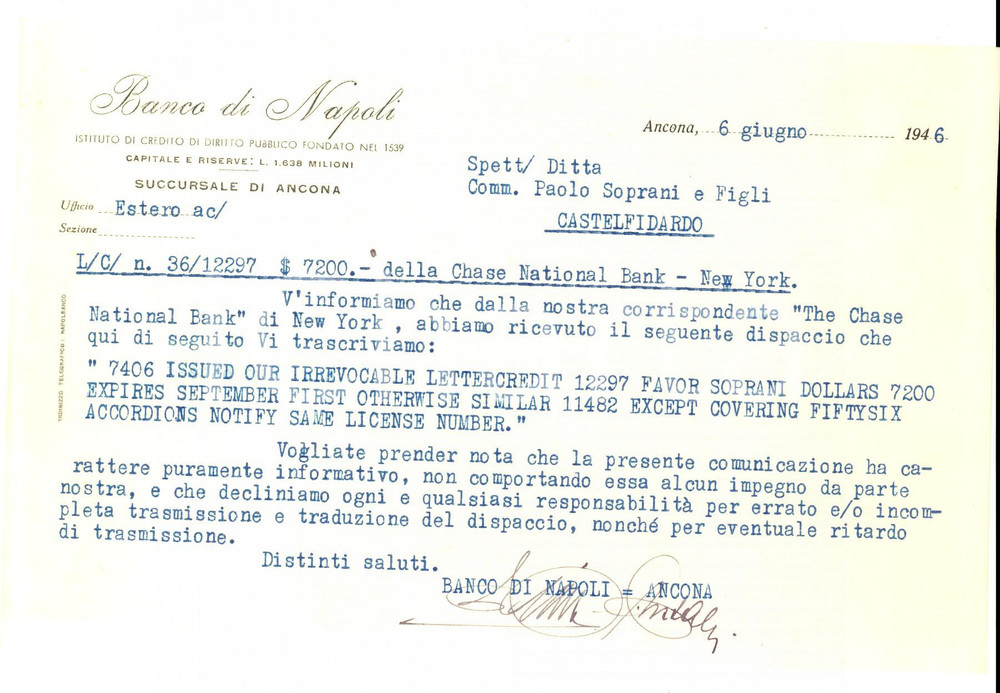 Banco di Napoli
ISTITUTO DI CREDITO DI DIRITTO PUBBLICO FONDATO NEL 1539
CAPITALE E RISERVE: L. 1.638 MILIONI
SUCCURSALE DI ANCONA
Ufficio Estero ac/
Sezione
Ancona, 6 giugno 1946
Spett/ Ditta
Comm. Paolo Soprani e Figli
CASTELFIDARDO
L/C/ n. 36/12297 $ 7200.- della Chase National Bank - New York.
V'informiamo che dalla nostra corrispondente "The Chase
National Bank" di New York , abbiamo ricevuto il seguente dispaccio che
qui di seguito Vi trascriviamo:
" 7406 ISSUED OUR IRREVOCABLE LETTERCREDIT 12297 FAVOR SOPRANI DOLLARS 7200
EXPIRES SEPTEMBER FIRST OTHERWISE SIMILAR 11482 EXCEPT COVERING FIFTYSIX
ACCORDIONS NOTIFY SAME LICENSE NUMBER."
Vogliate prender nota che la presente comunicazione ha ca-
rattere puramente informativo, non comportando essa alcun impegno da parte
nostra, e che decliniamo ogni e qualsiasi responsabilità per errato e/o incom-
pleta trasmissione e traduzione del dispaccio, nonché per eventuale ritardo
di trasmissione.
Distinti saluti.
BANCO DI NAPOLI = ANCONA
INDIRIZZO TELEGRAFICO: NAPOLBANCO